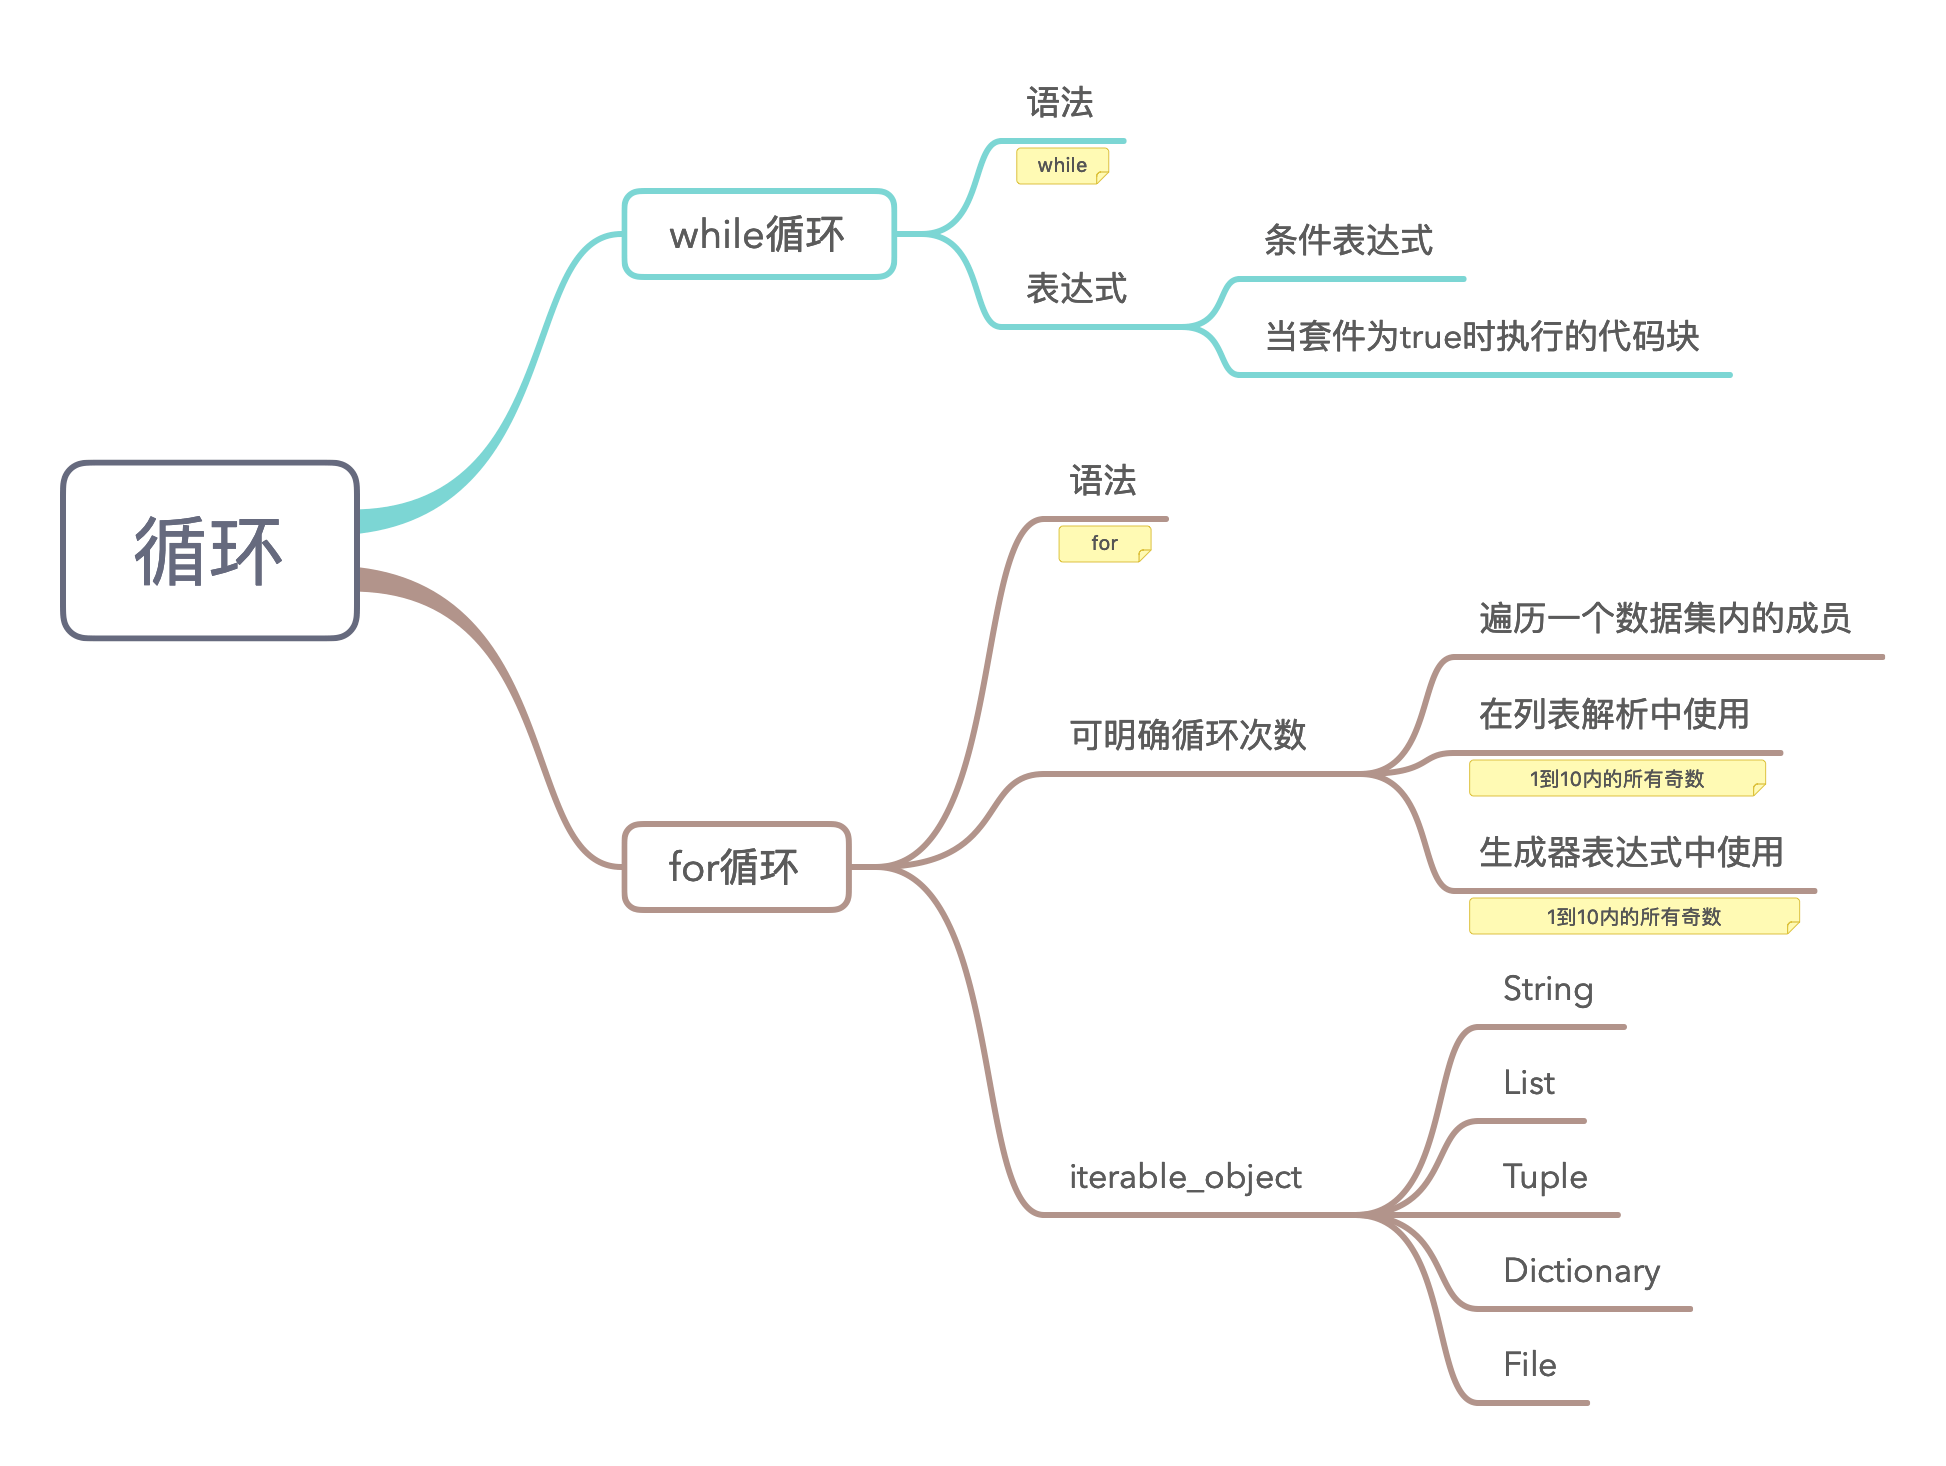 循环
while循环
语法
while
表达式
条件表达式
当套件为true时执行的代码块
for循环
语法
for
可明确循环次数
遍历一个数据集内的成员
在列表解析中使用
1到10内的所有奇数
生成器表达式中使用
1到10内的所有奇数
iterable_object
String
List
Tuple
Dictionary
File